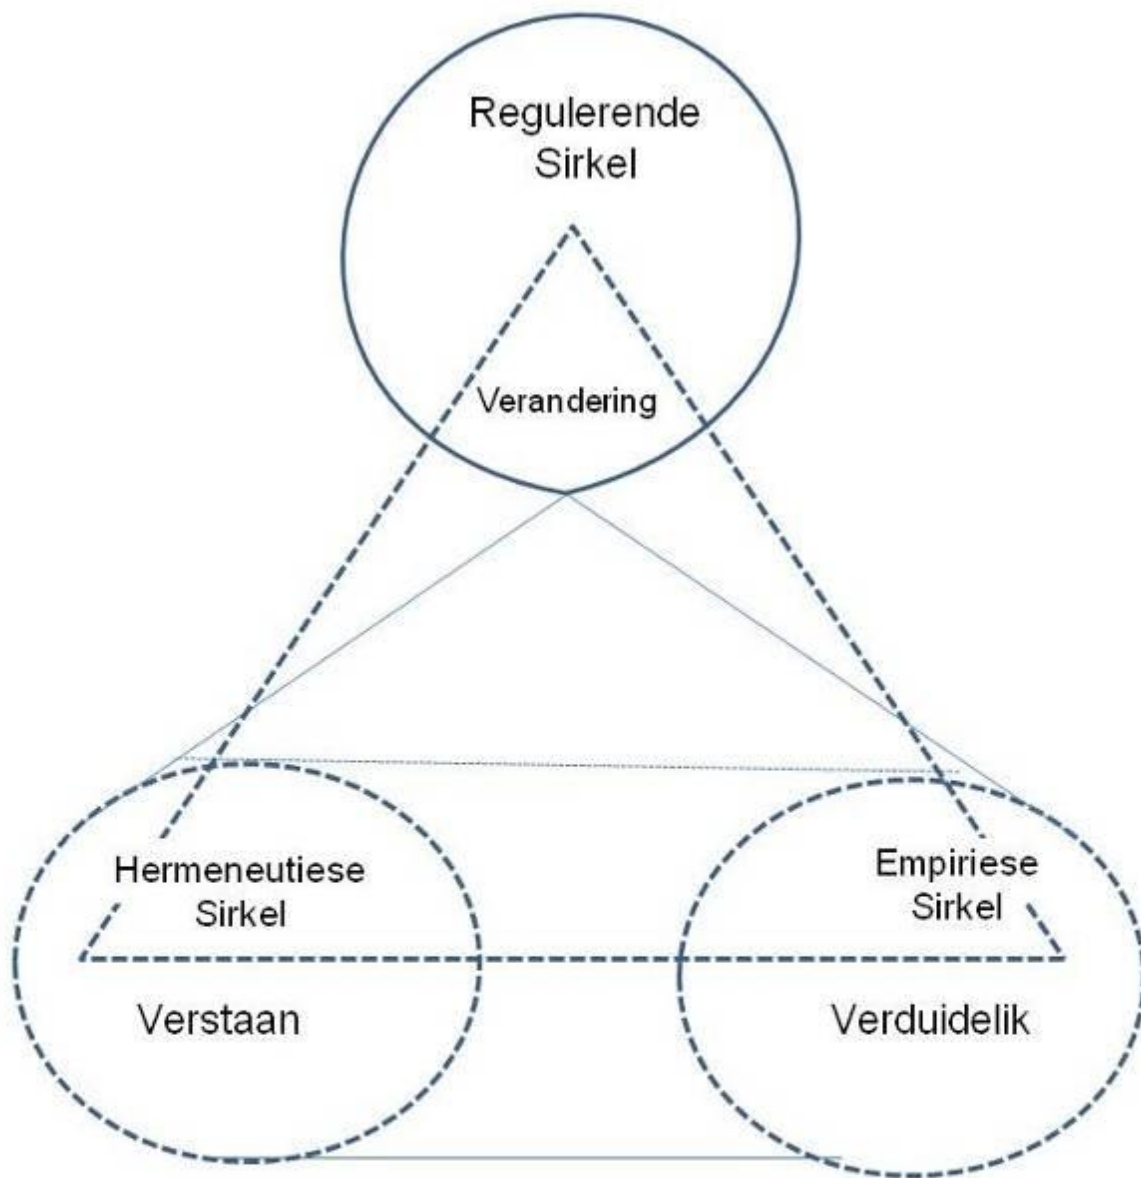 Regulerende
Sirkel
Verandering
Hermeneutiese
Sirkel
Empiriese
Sirkel
Verstaan
Verduidelik